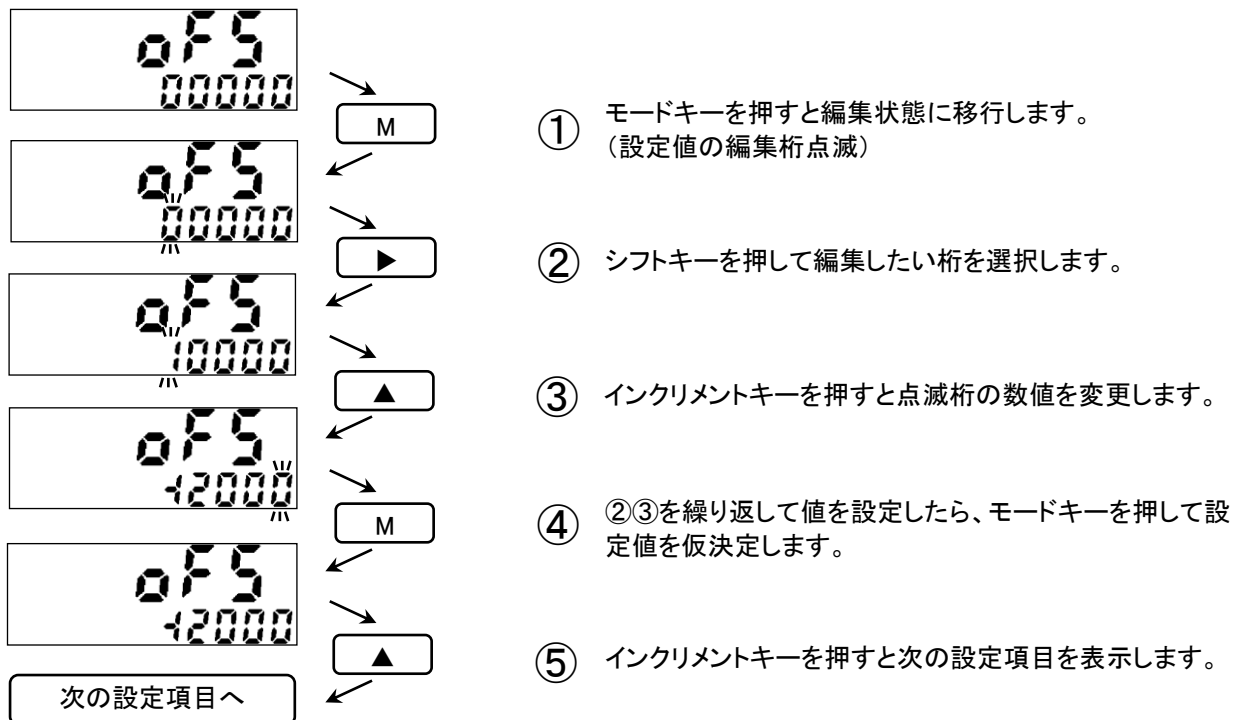 oFS
00000
M
① モードキーを押すと編集状態に移行します。
（設定値の編集桁点滅）
oFS
00000
▶
② シフトキーを押して編集したい桁を選択します。
oFS
10000
▲
③ インクリメントキーを押すと点滅桁の数値を変更します。
oFS
-12000
M
④ ②③を繰り返して値を設定したら、モードキーを押して設
定値を仮決定します。
oFS
-12000
▲
⑤ インクリメントキーを押すと次の設定項目を表示します。
次の設定項目へ